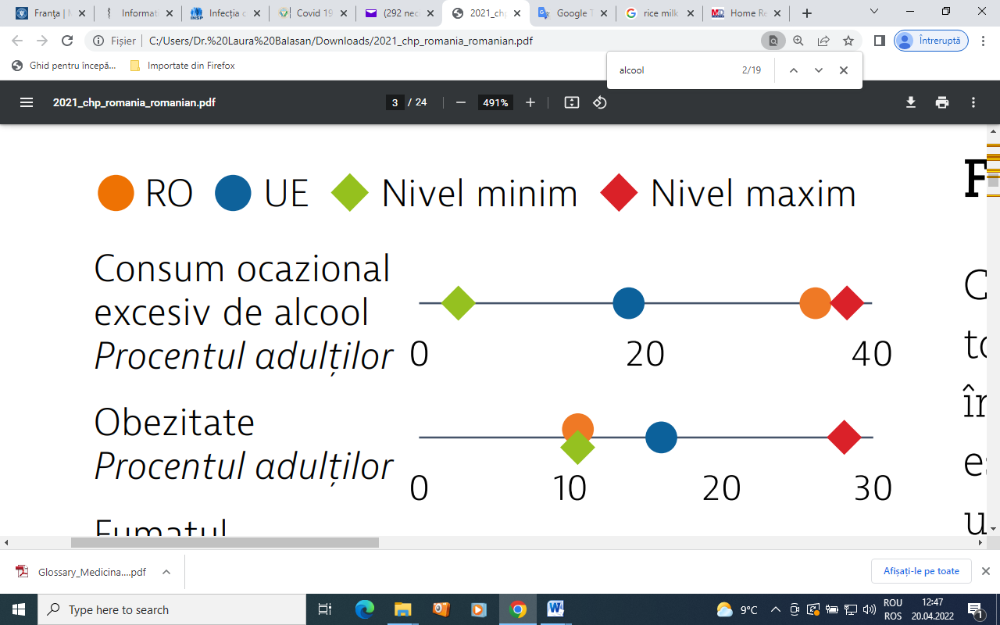 Franţa | M
Informati
Infecția c
Covid 19
(292 neci
2021_chp
Google T
rice milk
Home Re
Fișier
C:/Users/Dr.%20Laura%20Balasan/Downloads/2021_chp_romania_romanian.pdf
Întreruptă
Ghid pentru începă...
Importate din Firefox
alcool
2/19
2021_chp_romania_romanian.pdf
3 / 24
491%
RO UE Nivel minim Nivel maxim
Consum ocazional
excesiv de alcool
Procentul adulților
0 20 40
Obezitate
Procentul adulților
0 10 20 30
Fumatul
F
C
to
în
es
u
Glossary_Medicina....pdf
Afișați-le pe toate
Type here to search
9°C
ROU
ROS
12:47
20.04.2022
1